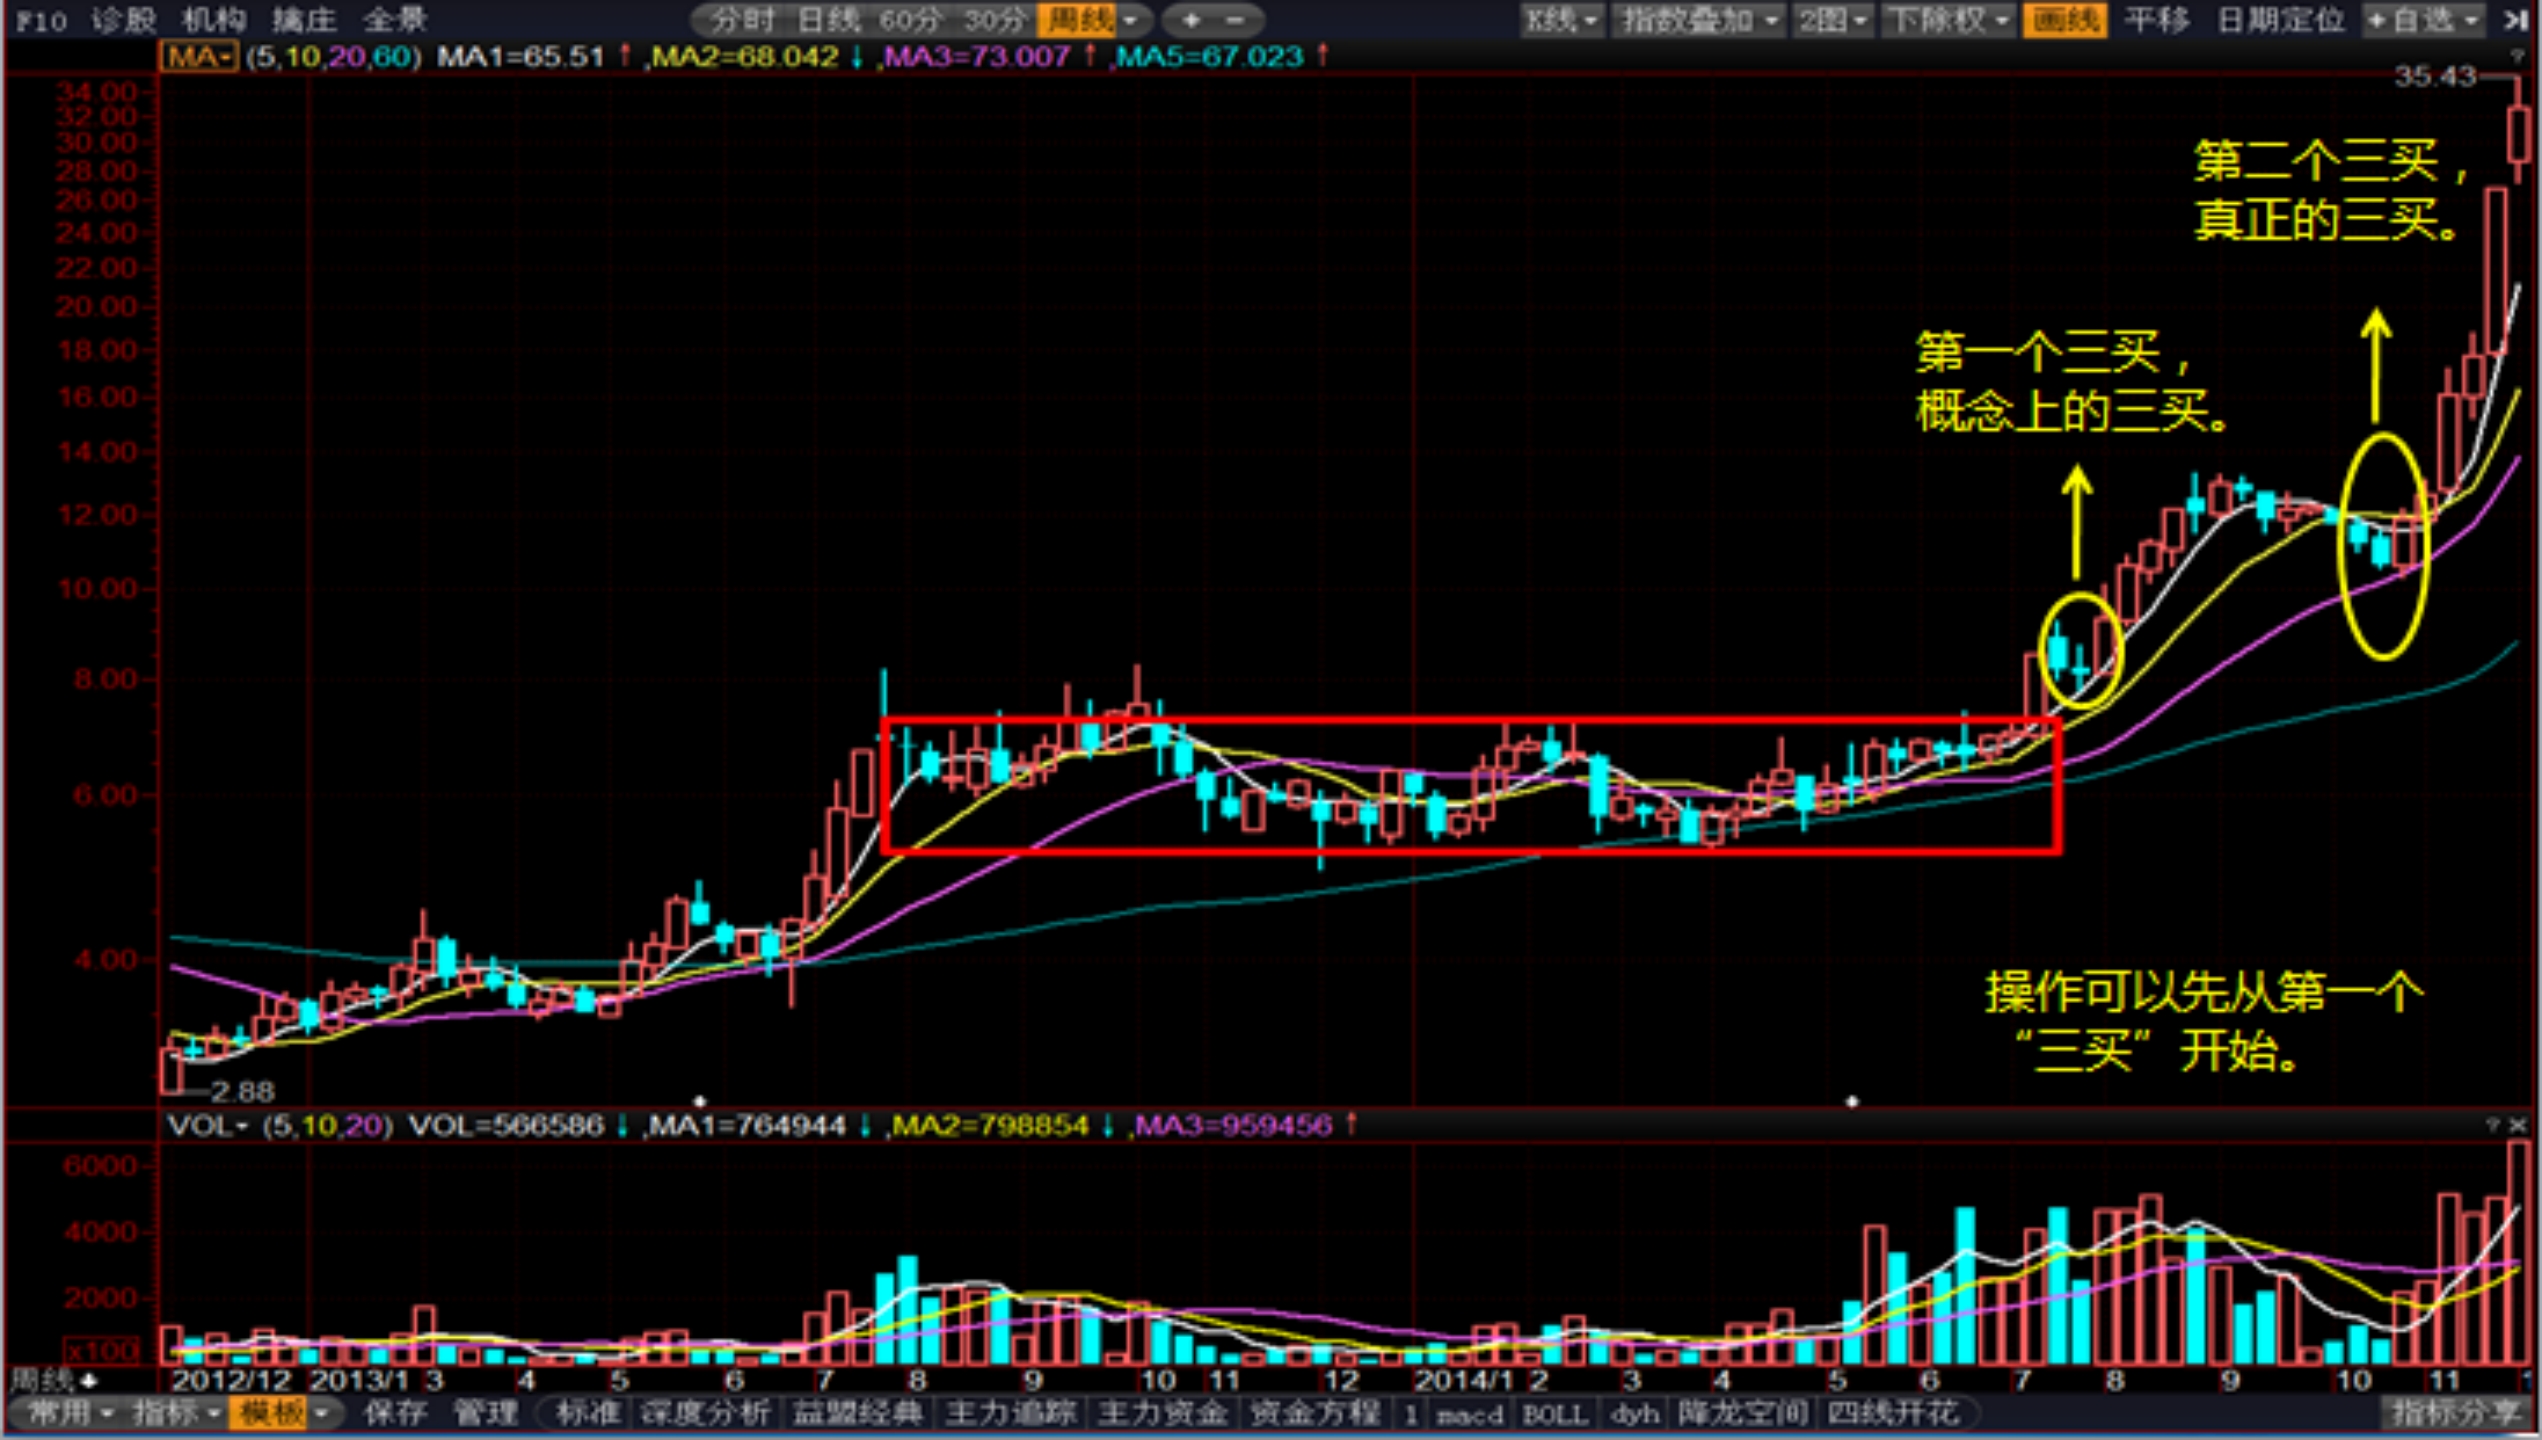 F10 诊股 机构 擒庄 全景 分时 日线 60分 30分 周线 + - K线 指数叠加 2图 下除权 画线 平移 日期定位 +自选
MA (5,10,20,60) MA1=65.51↑,MA2=68.042↓,MA3=73.007↑,MA5=67.023↑ ?
35.43
34.00
32.00
30.00
28.00
26.00
24.00
22.00
20.00
18.00
16.00
14.00
12.00
10.00
8.00
6.00
4.00
第二个三买，
真正的三买。
第一个三买，
概念上的三买。
操作可以先从第一个
“三买”开始。
2.88
VOL (5,10,20) VOL=566586↓,MA1=764944↓,MA2=798854↓,MA3=959456↑ ? ×
6000
4000
2000
x100
周线 2012/12 2013/1 3 4 5 6 7 8 9 10 11 12 2014/1 2 3 4 5 6 7 8 9 10 11
常用 指标 模板 保存 管理 标准 深度分析 益盟经典 主力追踪 主力资金 资金方程 1 macd BOLL dyh 降龙空间 四线开花 指标分享